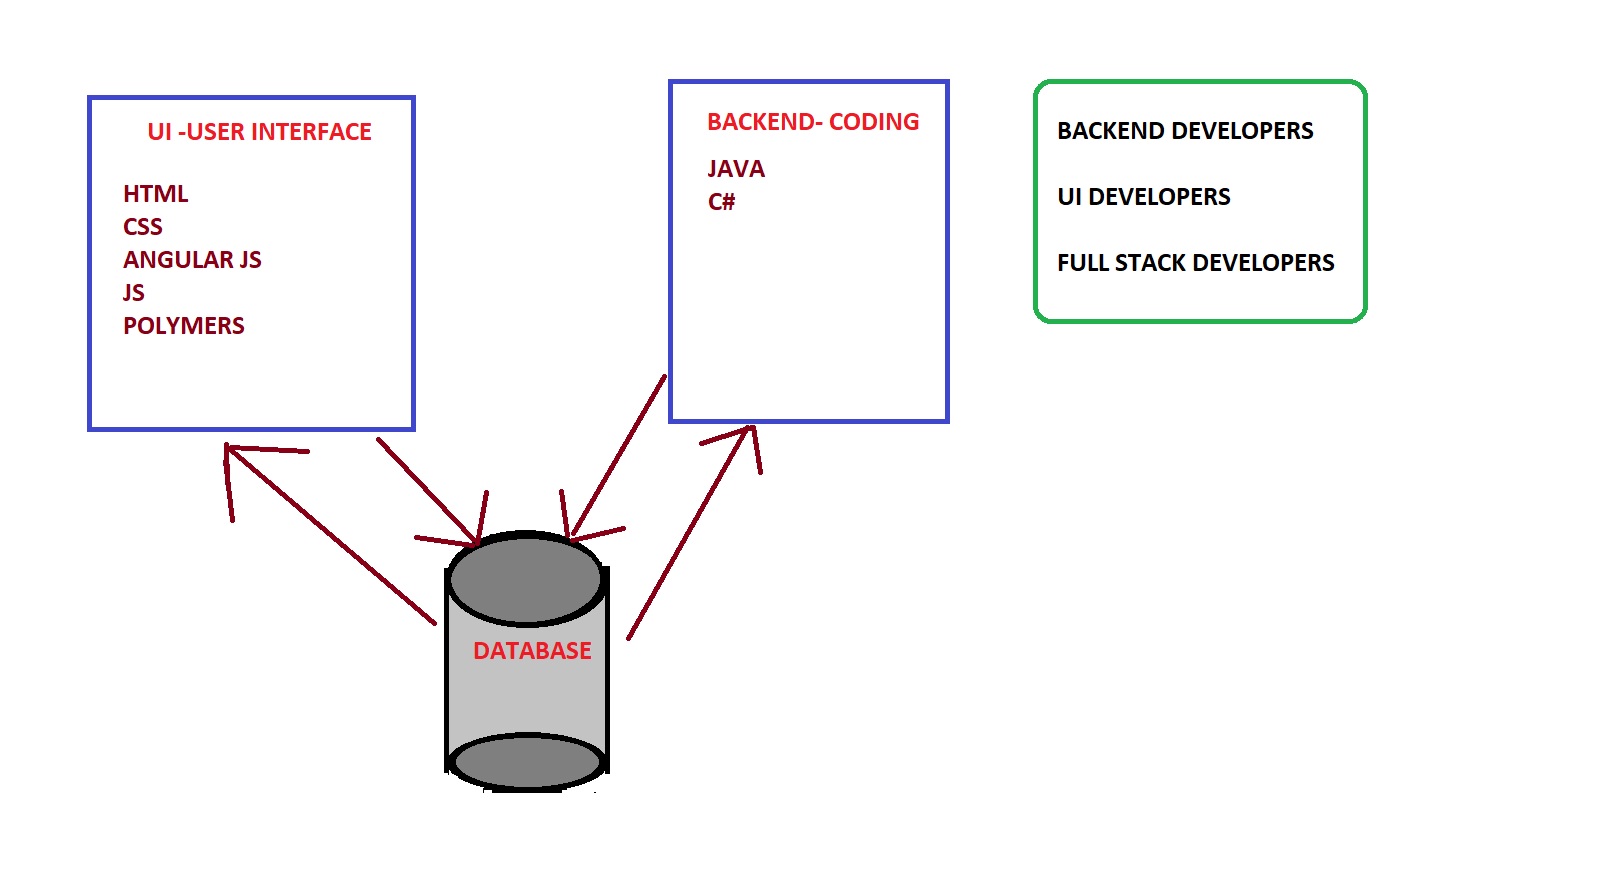 UI -USER INTERFACE
HTML
CSS
ANGULAR JS
JS
POLYMERS
BACKEND- CODING
JAVA
C#
BACKEND DEVELOPERS
UI DEVELOPERS
FULL STACK DEVELOPERS
DATABASE